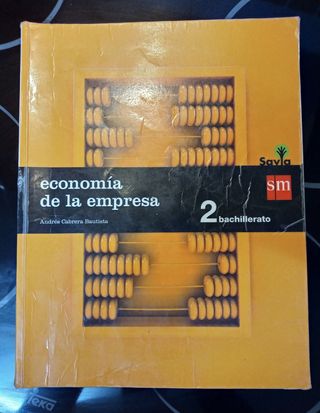 Savia
sm
economía
de la empresa
Andrés Cabrera Bautista
2 bachillerato